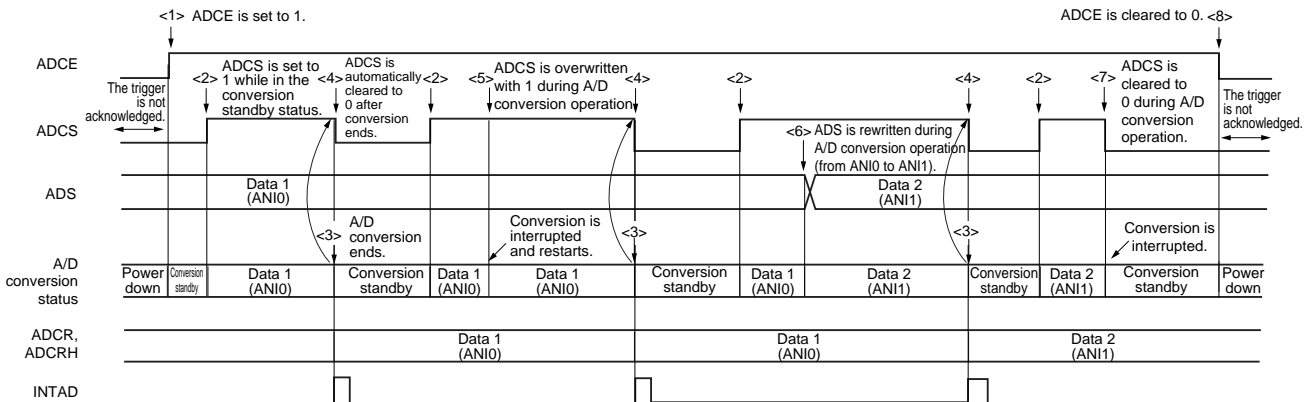 <1> ADCE is set to 1.
ADCE is cleared to 0. <8>
ADCE
The trigger
is not
acknowledged.
<2>
ADCS is set to
1 while in the
conversion
standby status.
<4>
ADCS is
automatically
cleared to
0 after
conversion
ends.
<2>
<5>
ADCS is overwritten
with 1 during A/D
conversion operation
<4>
<2>
<4>
<2>
<7>
ADCS is
cleared to
0 during A/D
conversion
operation.
The trigger
is not
acknowledged.
ADCS
<6> ADS is rewritten during
A/D conversion operation
(from ANI0 to ANI1).
ADS
Data 1
(ANI0)
Data 2
(ANI1)
<3>
A/D
conversion
ends.
Conversion is
interrupted
and restarts.
<3>
<3>
Conversion is
interrupted.
A/D
conversion
status
Power
down
Conversion
standby
Data 1
(ANI0)
Conversion
standby
Data 1
(ANI0)
Data 1
(ANI0)
Conversion
standby
Data 1
(ANI0)
Data 2
(ANI1)
Conversion
standby
Data 2
(ANI1)
Conversion
standby
Power
down
ADCR,
ADCRH
Data 1
(ANI0)
Data 1
(ANI0)
Data 2
(ANI1)
INTAD